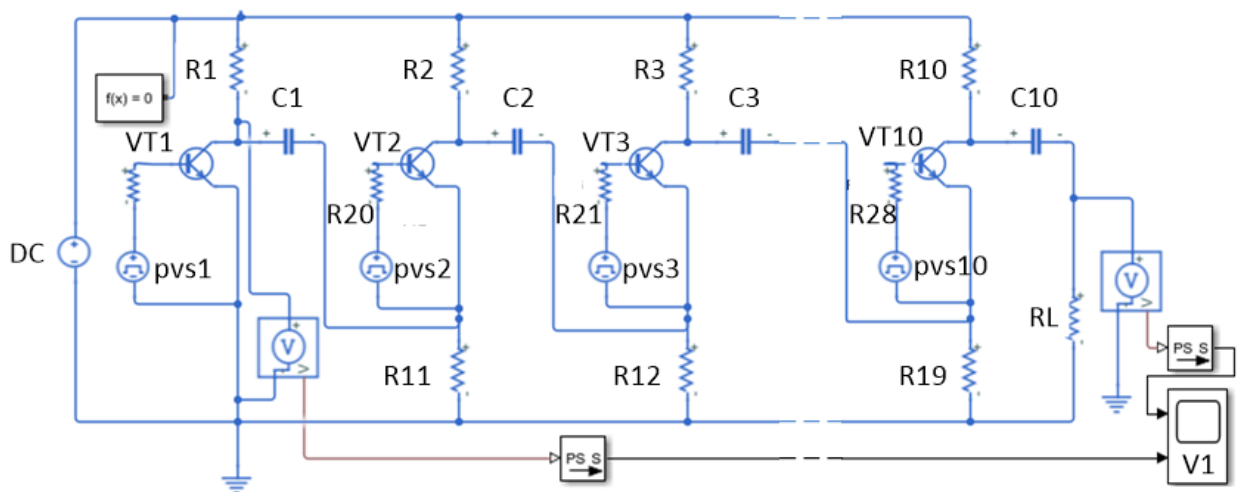 R1
R2
R3
R10
f(x) = 0
C1
C2
C3
C10
VT1
VT2
VT3
VT10
R20
R21
R28
DC
pvs1
pvs2
pvs3
pvs10
V
V
V
RL
PS S
V
R11
R12
R19
PS S
V1